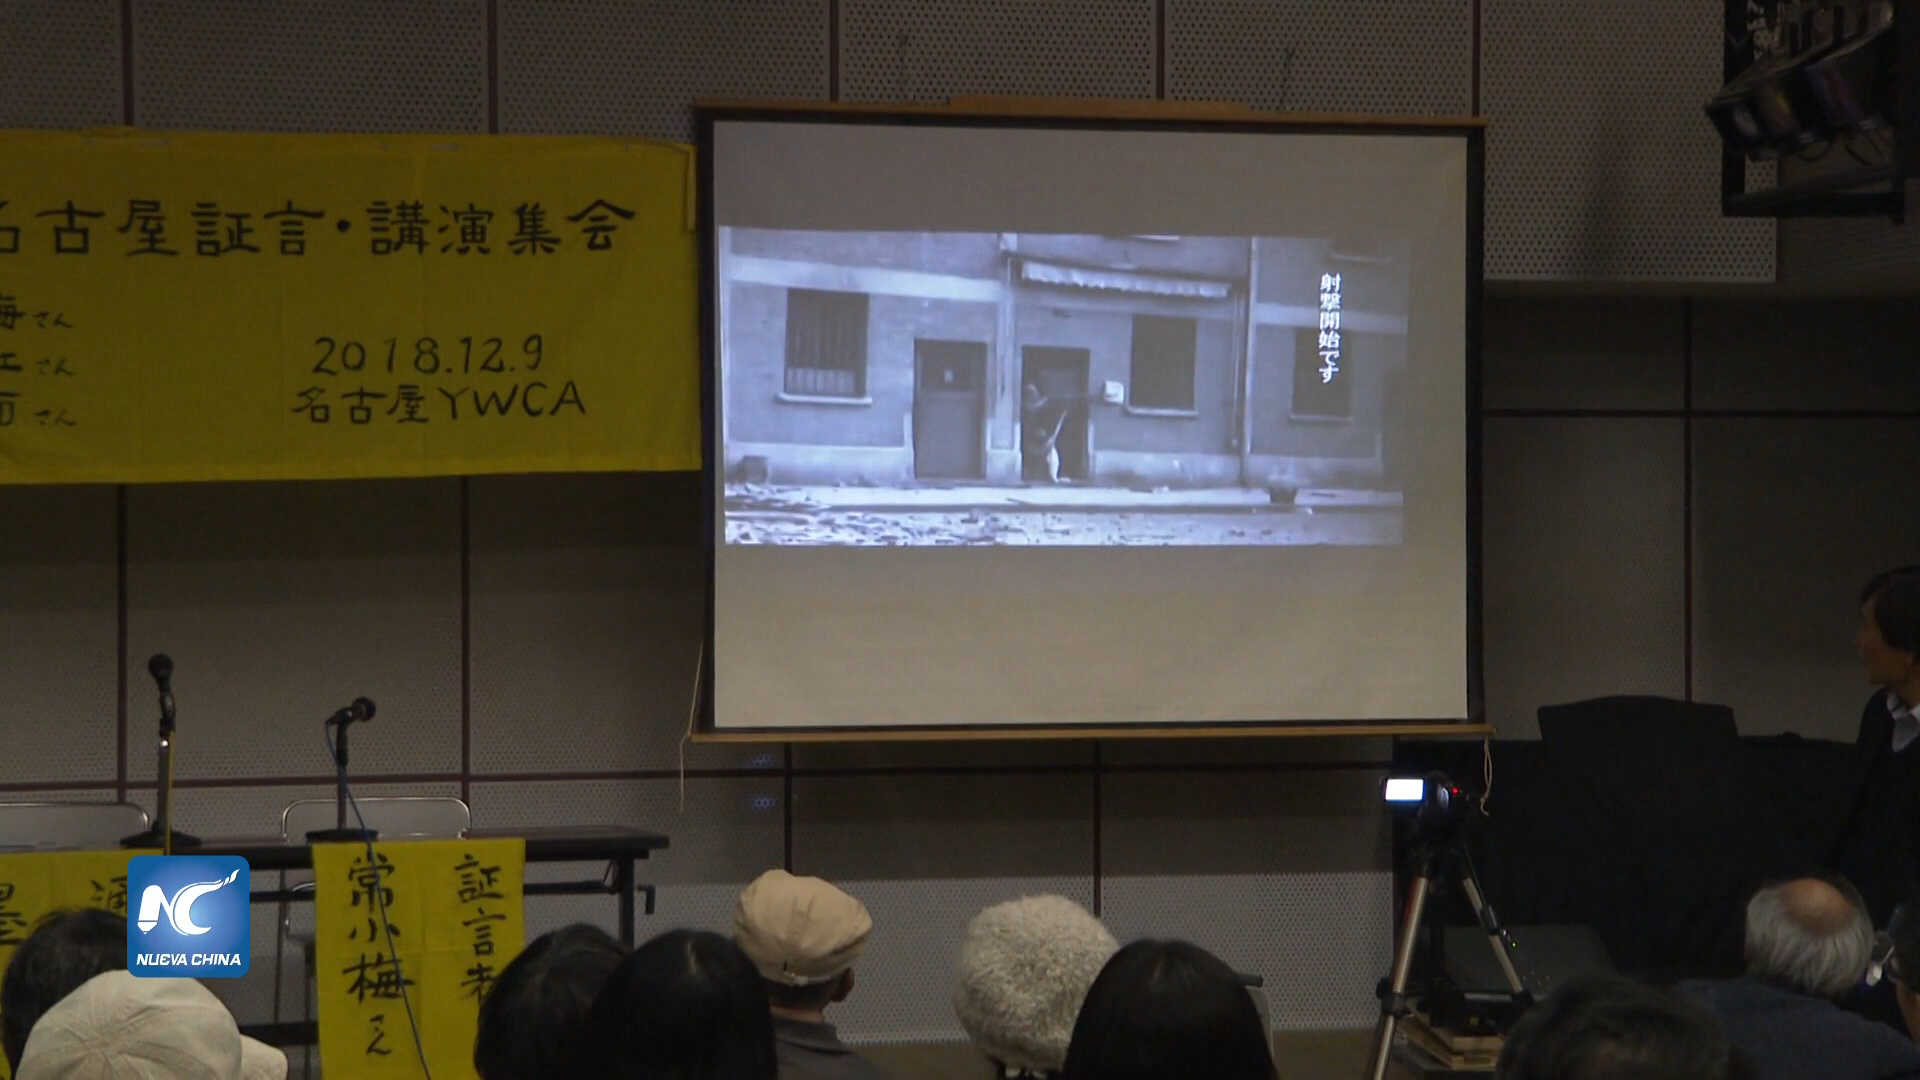 名古屋証言・講演集会
梅さん
江さん
さん
2018.12.9
名古屋YWCA
射撃開始です
証言者
常小梅さん
NC
NUEVA CHINA